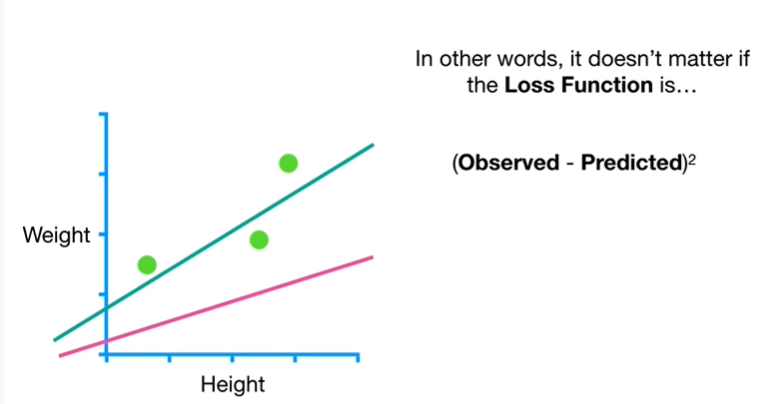 In other words, it doesn’t matter if
the Loss Function is…
(Observed - Predicted)²
Weight
Height